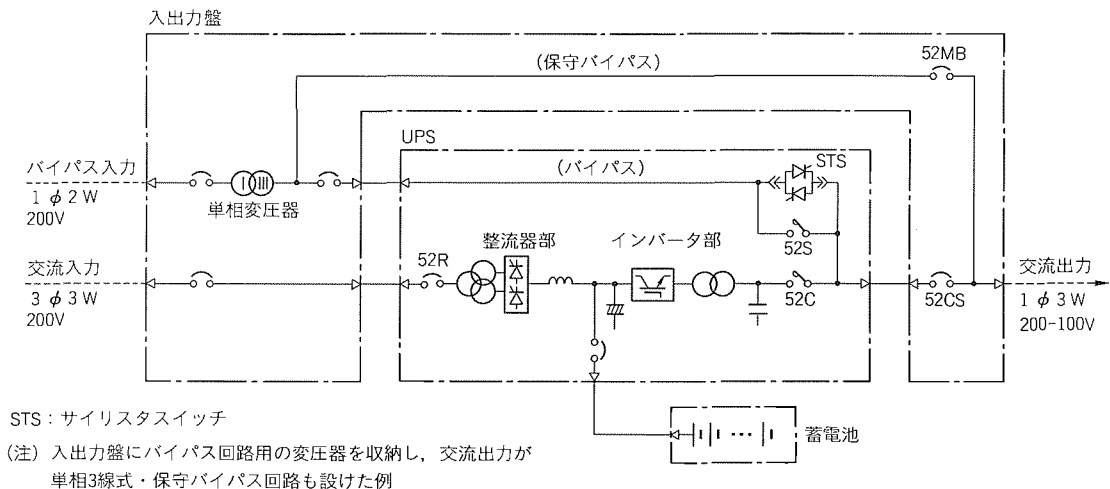 入出力盤
52MB
(保守バイパス)
UPS
バイパス入力
1φ2W
200V
(バイパス)
STS
単相変圧器
52S
整流器部
インバータ部
交流入力
3φ3W
200V
52R
52C
52CS
交流出力
1φ3W
200-100V
蓄電池
STS:サイリスタスイッチ
(注) 入出力盤にバイパス回路用の変圧器を収納し,交流出力が
単相3線式・保守バイパス回路も設けた例